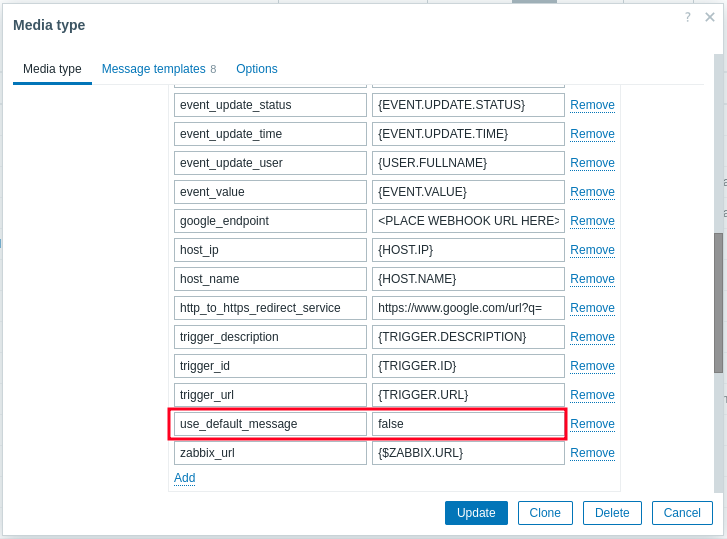 Media type
? ×
Media type Message templates 8 Options
event_update_status {EVENT.UPDATE.STATUS} Remove
event_update_time {EVENT.UPDATE.TIME} Remove
event_update_user {USER.FULLNAME} Remove
event_value {EVENT.VALUE} Remove
google_endpoint <PLACE WEBHOOK URL HERE> Remove
host_ip {HOST.IP} Remove
host_name {HOST.NAME} Remove
http_to_https_redirect_service https://www.google.com/url?q= Remove
trigger_description {TRIGGER.DESCRIPTION} Remove
trigger_id {TRIGGER.ID} Remove
trigger_url {TRIGGER.URL} Remove
use_default_message false Remove
zabbix_url {$ZABBIX.URL} Remove
Add
Update Clone Delete Cancel